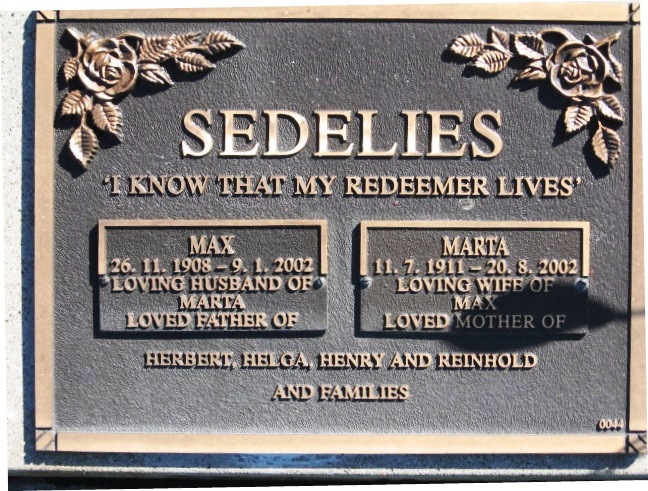 SEDELIES
'I KNOW THAT MY REDEEMER LIVES'
MAX
26. 11. 1908 – 9. 1. 2002
LOVING HUSBAND OF
MARTA
LOVED FATHER OF
MARTA
11. 7. 1911 – 20. 8. 2002
LOVING WIFE OF
MAX
LOVED MOTHER OF
HERBERT, HELGA, HENRY AND REINHOLD
AND FAMILIES
0044